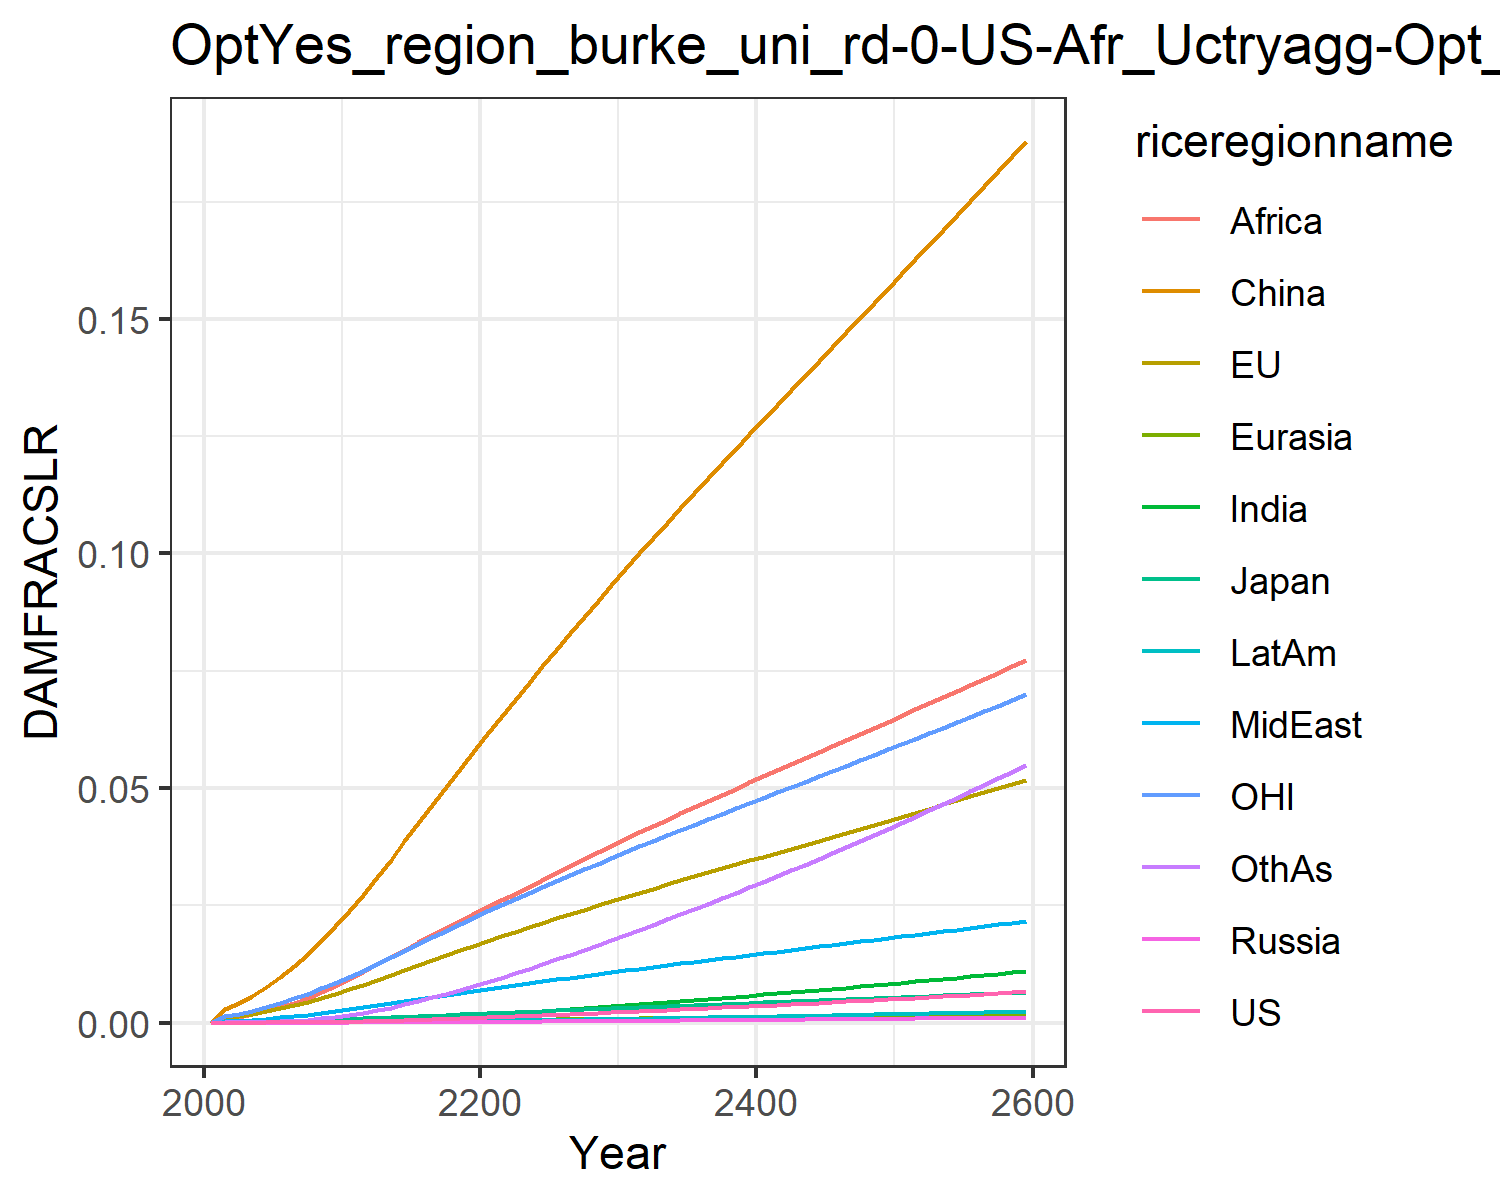 OptYes_region_burke_uni_rd-0-US-Afr_Uctryagg-Opt_
riceregionname
Africa
China
EU
Eurasia
India
Japan
LatAm
MidEast
OHI
OthAs
Russia
US
DAMFRACSLR
0.15
0.10
0.05
0.00
2000 2200 2400 2600
Year